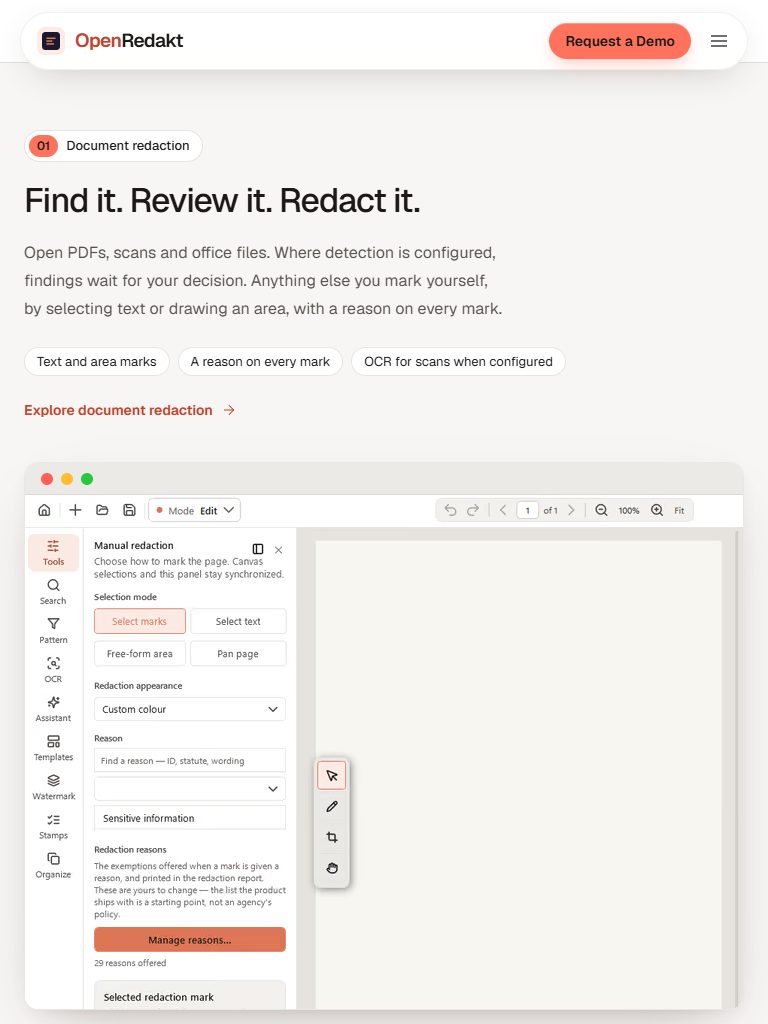 OpenRedakt
Request a Demo
01 Document redaction
Find it. Review it. Redact it.
Open PDFs, scans and office files. Where detection is configured,
findings wait for your decision. Anything else you mark yourself,
by selecting text or drawing an area, with a reason on every mark.
Text and area marks
A reason on every mark
OCR for scans when configured
Explore document redaction
Mode Edit
1 of 1
100%
Fit
Tools
Search
Pattern
OCR
Assistant
Templates
Watermark
Stamps
Organize
Manual redaction
Choose how to mark the page. Canvas
selections and this panel stay synchronized.
Selection mode
Select marks
Select text
Free-form area
Pan page
Redaction appearance
Custom colour
Reason
Find a reason — ID, statute, wording
Sensitive information
Redaction reasons
The exemptions offered when a mark is given a
reason, and printed in the redaction report.
These are yours to change — the list the product
ships with is a starting point, not an agency's
policy.
Manage reasons...
29 reasons offered
Selected redaction mark